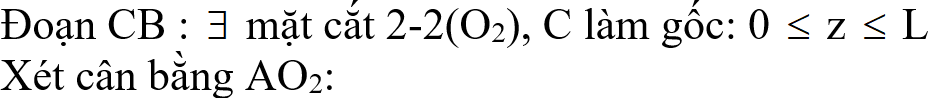 Đoạn CB : ∃ mặt cắt 2-2(O₂), C làm gốc: 0 ≤ z ≤ L
Xét cân bằng AO₂: